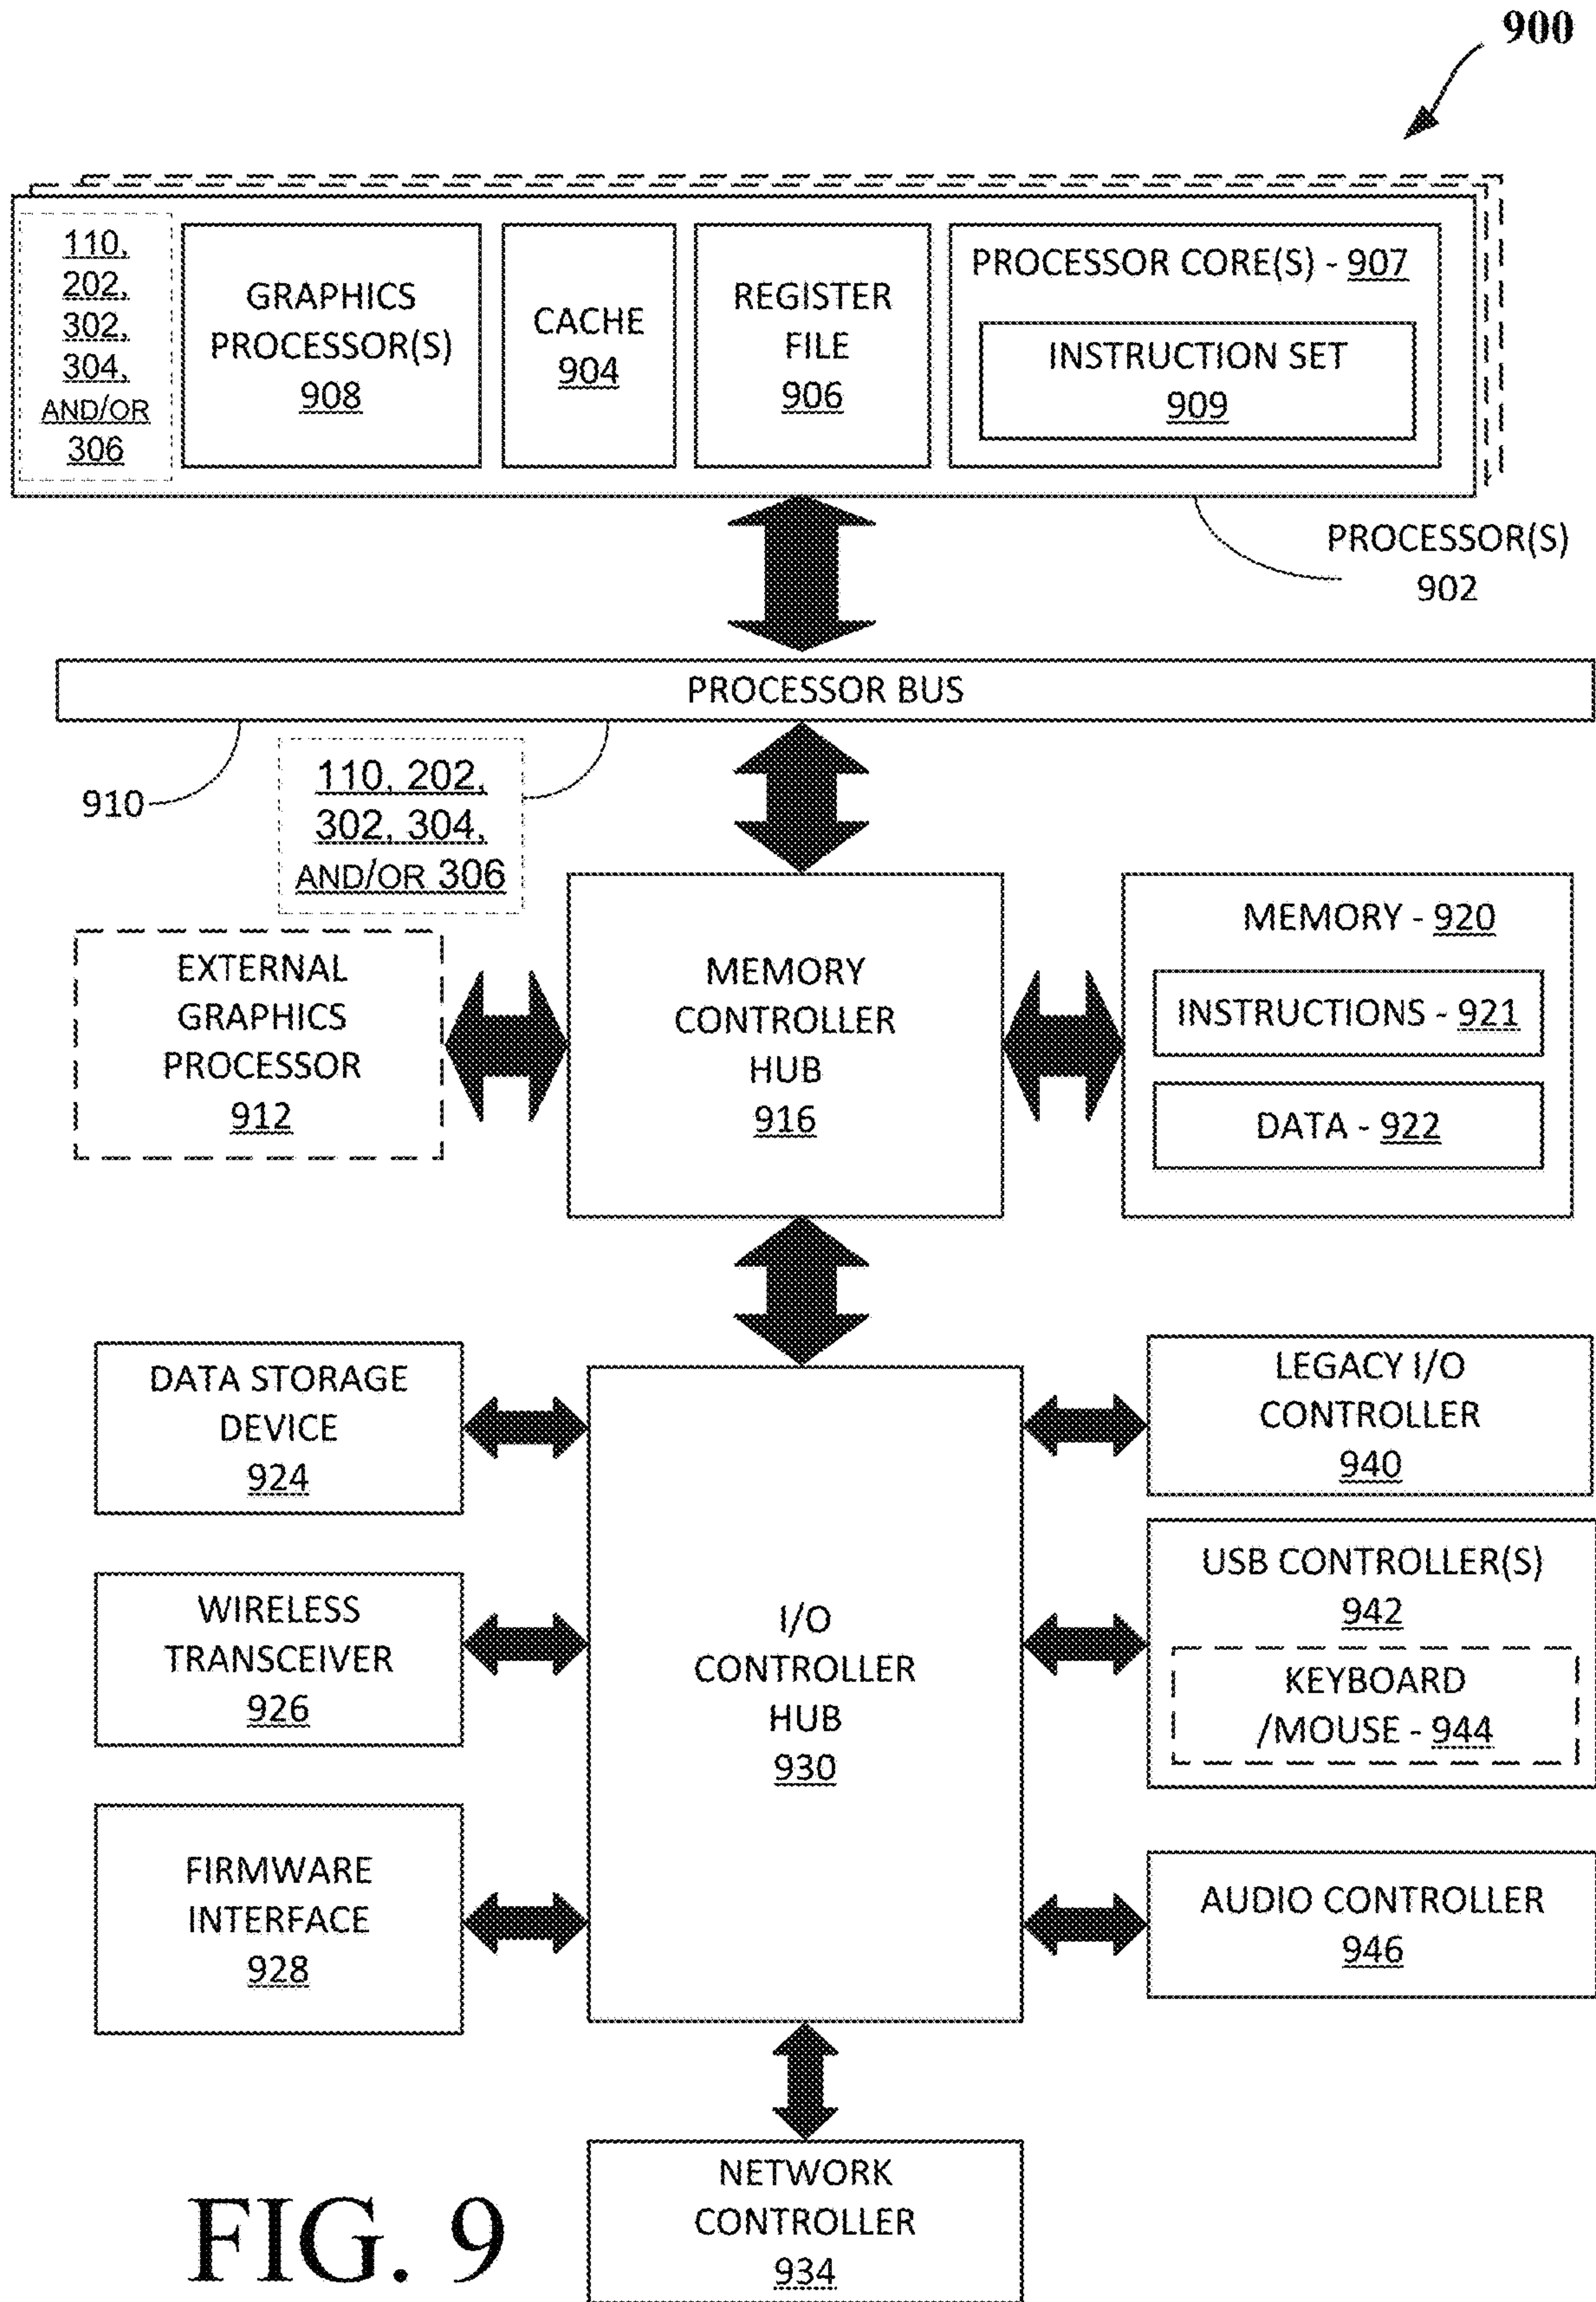 900
110,
202,
302,
304,
AND/OR
306
GRAPHICS
PROCESSOR(S)
908
CACHE
904
REGISTER
FILE
906
PROCESSOR CORE(S) - 907
INSTRUCTION SET
909
PROCESSOR(S)
902
PROCESSOR BUS
910
110, 202,
302, 304,
AND/OR 306
EXTERNAL
GRAPHICS
PROCESSOR
912
MEMORY
CONTROLLER
HUB
916
MEMORY - 920
INSTRUCTIONS - 921
DATA - 922
DATA STORAGE
DEVICE
924
WIRELESS
TRANSCEIVER
926
FIRMWARE
INTERFACE
928
I/O
CONTROLLER
HUB
930
LEGACY I/O
CONTROLLER
940
USB CONTROLLER(S)
942
KEYBOARD
/MOUSE - 944
AUDIO CONTROLLER
946
NETWORK
CONTROLLER
934
FIG. 9